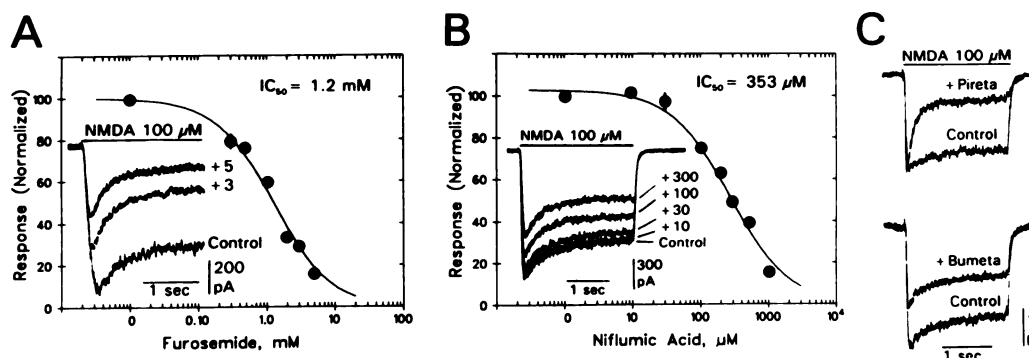 A
IC50 = 1.2 mM
NMDA 100 µM
+ 5
+ 3
Control
200
pA
1 sec
Response (Normalized)
100
80
60
40
20
0
0
0.10
1.0
10
100
Furosemide, mM
B
IC50 = 353 µM
NMDA 100 µM
+ 300
+ 100
+ 30
+ 10
Control
300
pA
1 sec
Response (Normalized)
100
80
60
40
20
0
0
10
100
1000
10⁴
Niflumic Acid, µM
C
NMDA 100 µM
+ Pireta
Control
+ Bumeta
Control
1 sec